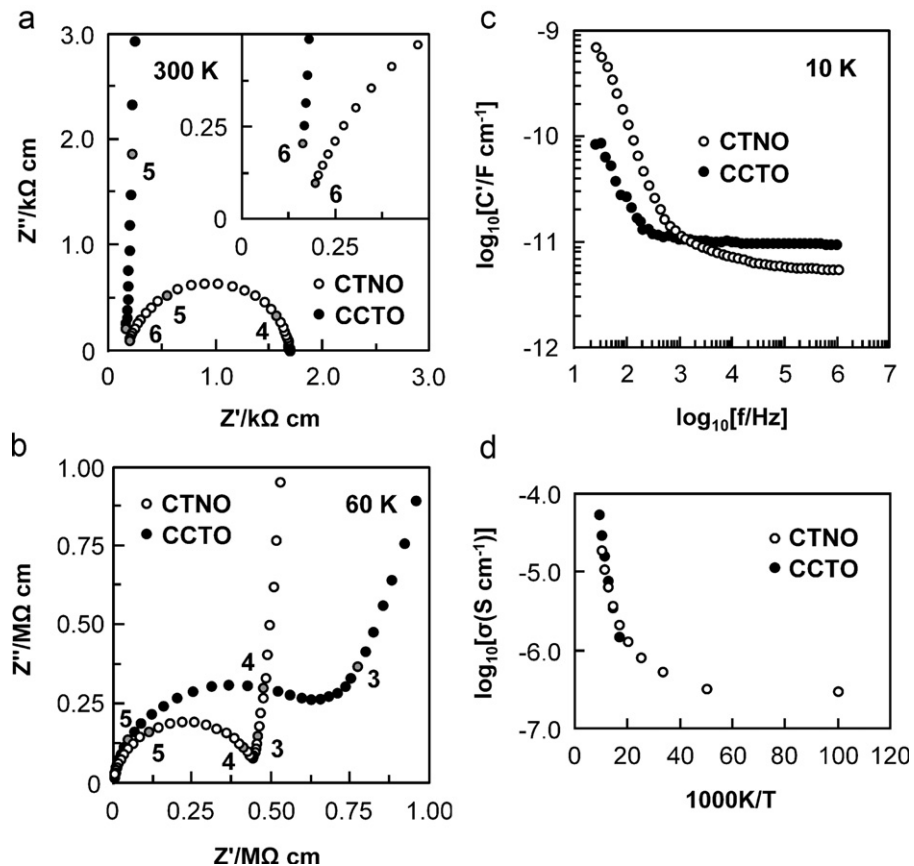 a
3.0
2.0
1.0
0
300 K
5
6
5
4
0.25
0
6
6
0
0.25
CTNO
CCTO
0
1.0
2.0
3.0
Z''/kΩ cm
Z'/kΩ cm
b
1.00
0.75
0.50
0.25
0
CTNO
CCTO
60 K
4
3
5
5
4
3
0
0.25
0.50
0.75
1.00
Z''/MΩ cm
Z'/MΩ cm
c
-9
-10
-11
-12
10 K
CTNO
CCTO
1
2
3
4
5
6
7
log10[C'/F cm-1]
log10[f/Hz]
d
-4.0
-5.0
-6.0
-7.0
CTNO
CCTO
0
20
40
60
80
100
120
log10[σ(S cm-1)]
1000K/T